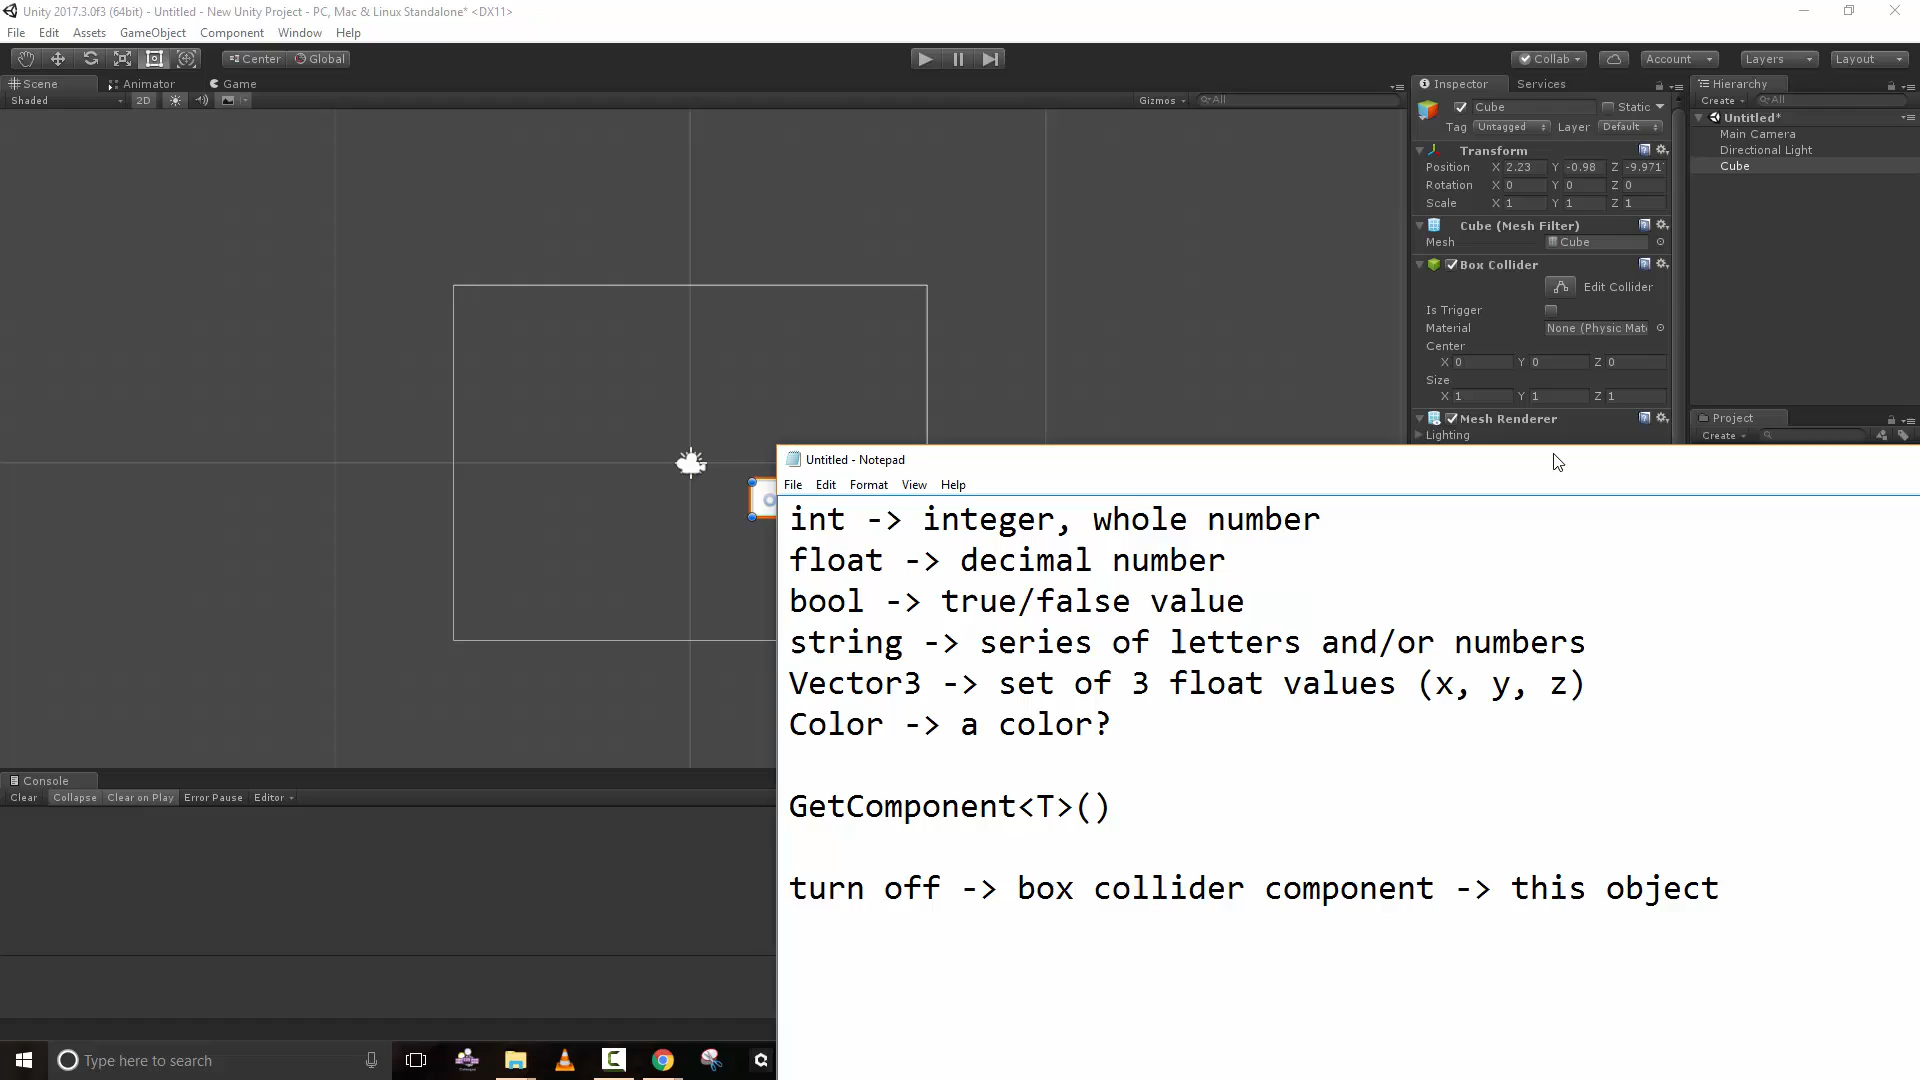 Unity 2017.3.0f3 (64bit) - Untitled - New Unity Project - PC, Mac & Linux Standalone* <DX11>
File Edit Assets GameObject Component Window Help
Center Global Collab Account Layers Layout
Scene Animator Game
Shaded 2D Gizmos All
Inspector Services
Cube Static
Tag Untagged Layer Default
Transform
Position X 2.23 Y -0.98 Z -9.971
Rotation X 0 Y 0 Z 0
Scale X 1 Y 1 Z 1
Cube (Mesh Filter)
Mesh Cube
Box Collider
Edit Collider
Is Trigger
Material None (Physic Mat
Center
X 0 Y 0 Z 0
Size
X 1 Y 1 Z 1
Mesh Renderer
Lighting
Hierarchy
Create All
Untitled*
Main Camera
Directional Light
Cube
Project
Create
Untitled - Notepad
File Edit Format View Help
int -> integer, whole number
float -> decimal number
bool -> true/false value
string -> series of letters and/or numbers
Vector3 -> set of 3 float values (x, y, z)
Color -> a color?
GetComponent<T>()
turn off -> box collider component -> this object
Console
Clear Collapse Clear on Play Error Pause Editor
Type here to search